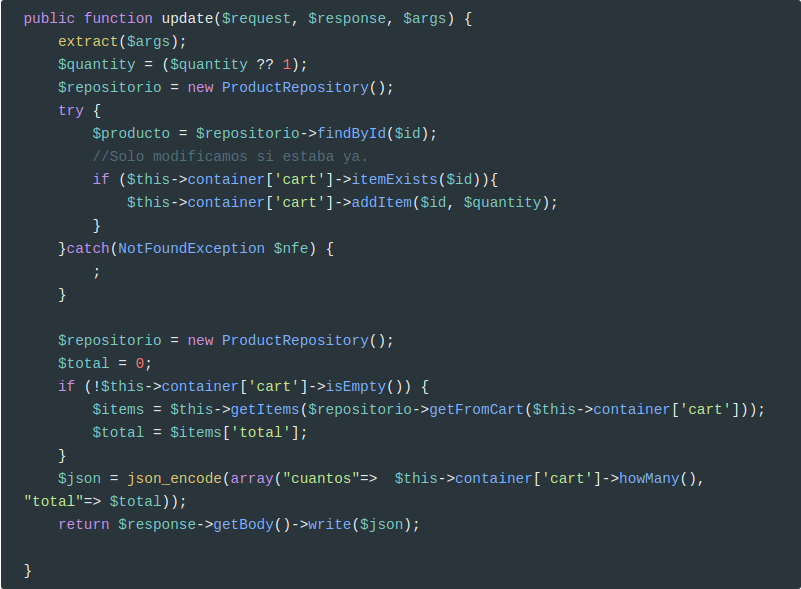 public function update($request, $response, $args) {
    extract($args);
    $quantity = ($quantity ?? 1);
    $repositorio = new ProductRepository();
    try {
        $producto = $repositorio->findById($id);
        //Solo modificamos si estaba ya.
        if ($this->container['cart']->itemExists($id)){
            $this->container['cart']->addItem($id, $quantity);
        }
    }catch(NotFoundException $nfe) {
        ;
    }

    $repositorio = new ProductRepository();
    $total = 0;
    if (!$this->container['cart']->isEmpty()) {
        $items = $this->getItems($repositorio->getFromCart($this->container['cart']));
        $total = $items['total'];
    }
    $json = json_encode(array("cuantos"=>  $this->container['cart']->howMany(),
"total"=> $total));
    return $response->getBody()->write($json);

}